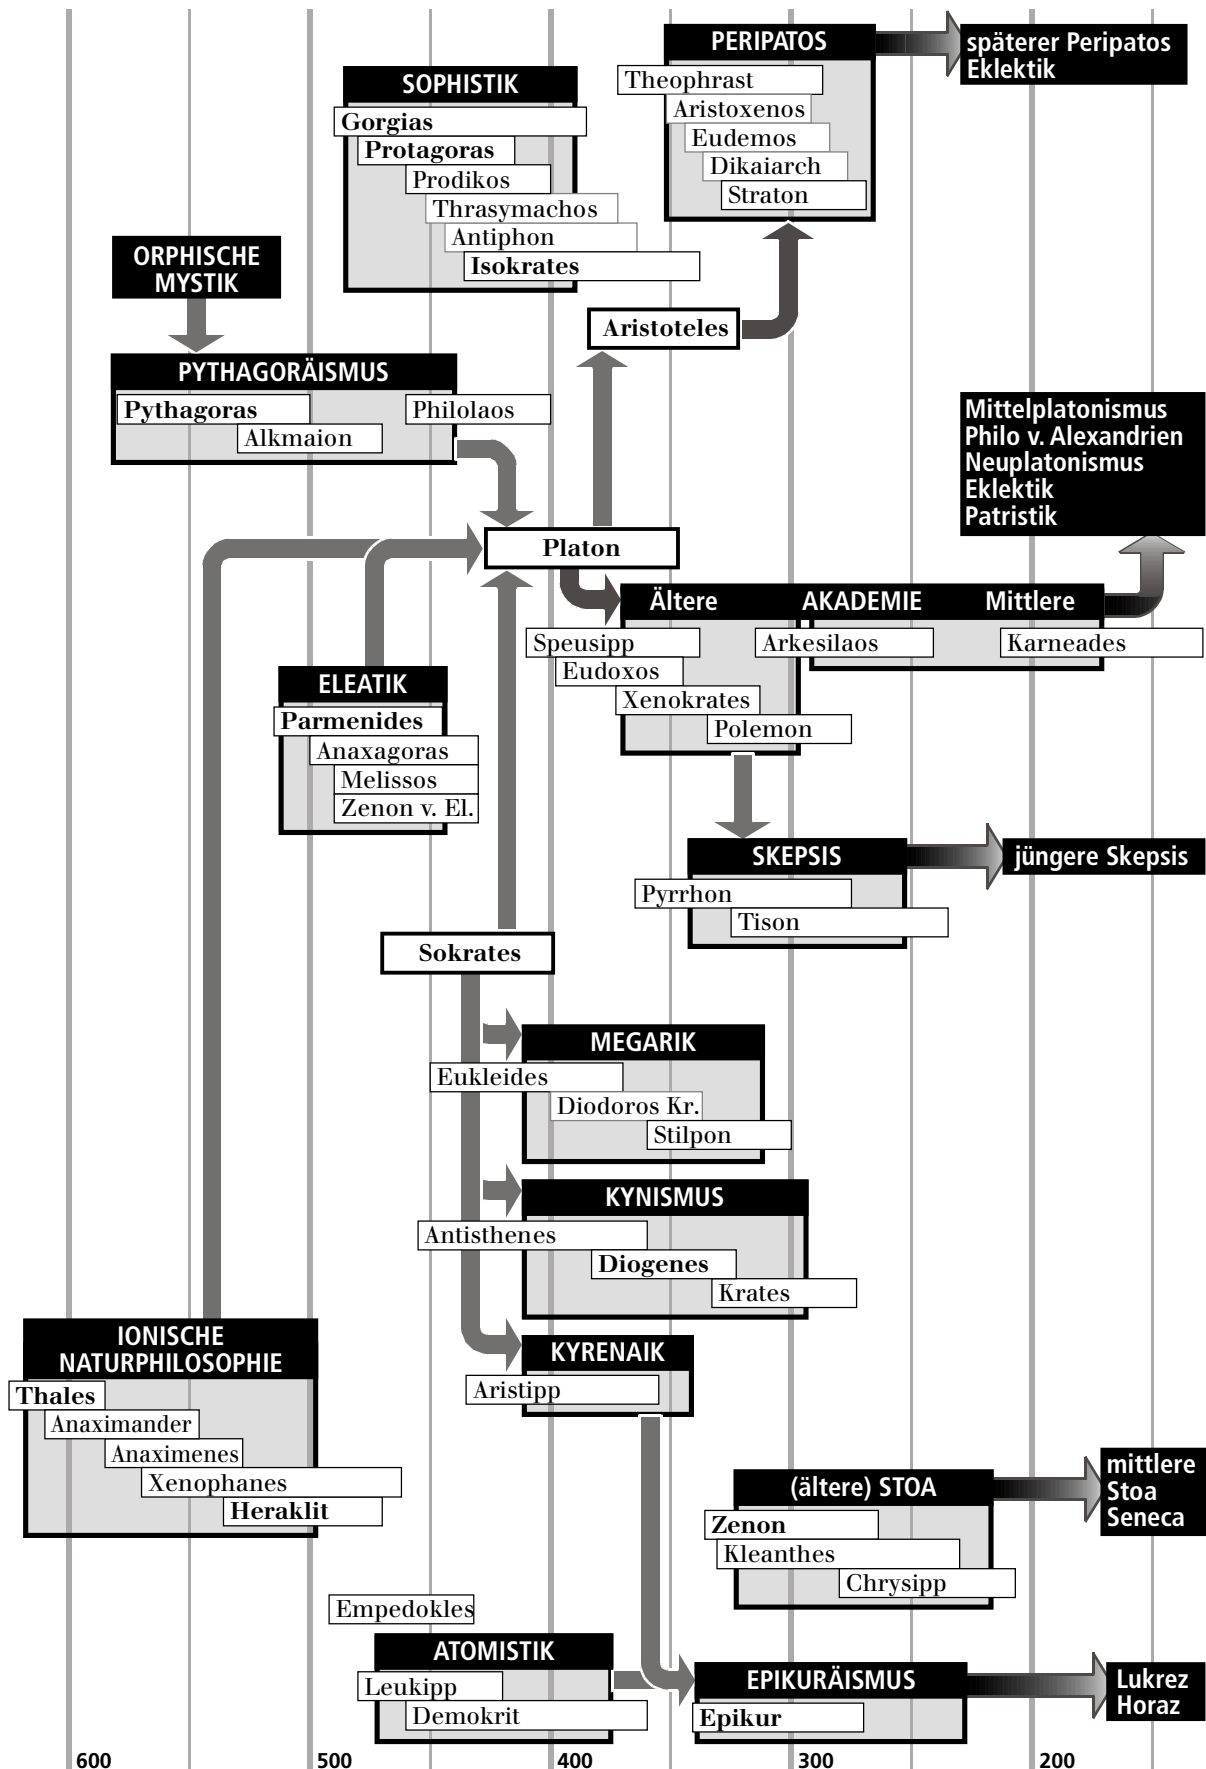 PERIPATOS
Theophrast
Aristoxenos
Eudemos
Dikaiarch
Straton
späterer Peripatos
Eklektik
SOPHISTIK
Gorgias
Protagoras
Prodikos
Thrasymachos
Antiphon
Isokrates
ORPHISCHE
MYSTIK
Aristoteles
PYTHAGORÄISMUS
Pythagoras
Philolaos
Alkmaion
Mittelplatonismus
Philo v. Alexandrien
Neuplatonismus
Eklektik
Patristik
Platon
Ältere AKADEMIE Mittlere
Speusipp
Eudoxos
Xenokrates
Polemon
Arkesilaos
Karneades
ELEATIK
Parmenides
Anaxagoras
Melissos
Zenon v. El.
SKEPSIS
Pyrrhon
Tison
jüngere Skepsis
Sokrates
MEGARIK
Eukleides
Diodoros Kr.
Stilpon
KYNISMUS
Antisthenes
Diogenes
Krates
IONISCHE
NATURPHILOSOPHIE
Thales
Anaximander
Anaximenes
Xenophanes
Heraklit
KYRENAIK
Aristipp
(ältere) STOA
Zenon
Kleanthes
Chrysipp
mittlere
Stoa
Seneca
Empedokles
ATOMISTIK
Leukipp
Demokrit
EPIKURÄISMUS
Epikur
Lukrez
Horaz
600 500 400 300 200